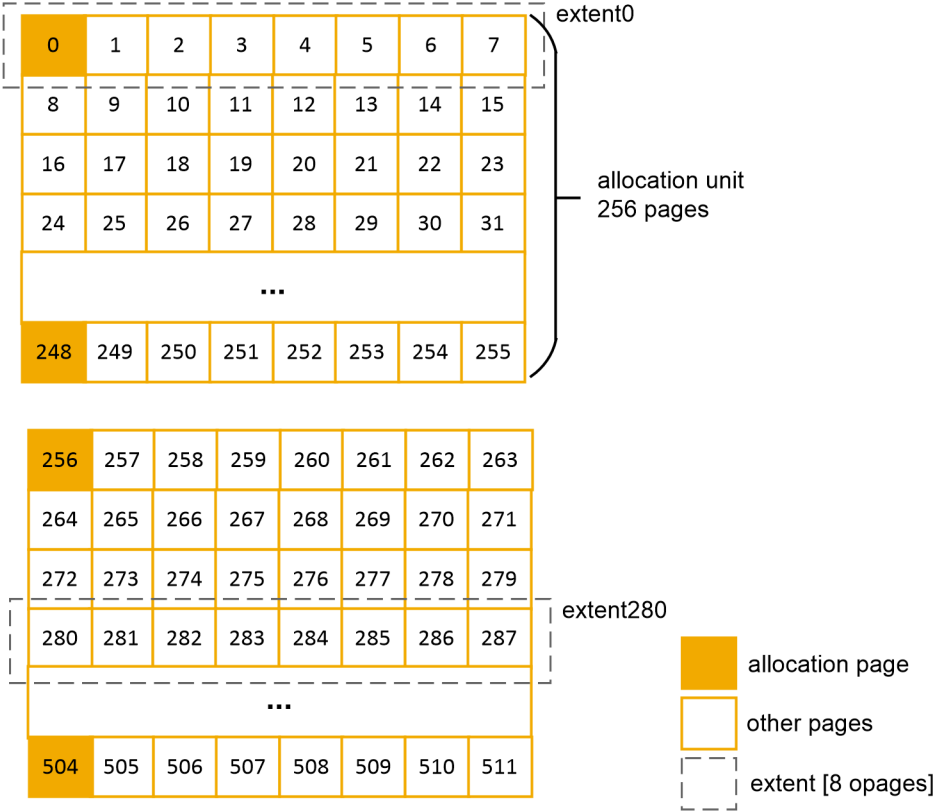 extent0
0 1 2 3 4 5 6 7
8 9 10 11 12 13 14 15
16 17 18 19 20 21 22 23
24 25 26 27 28 29 30 31
...
248 249 250 251 252 253 254 255
allocation unit
256 pages
256 257 258 259 260 261 262 263
264 265 266 267 268 269 270 271
272 273 274 275 276 277 278 279
extent280
280 281 282 283 284 285 286 287
...
504 505 506 507 508 509 510 511
allocation page
other pages
extent [8 opages]